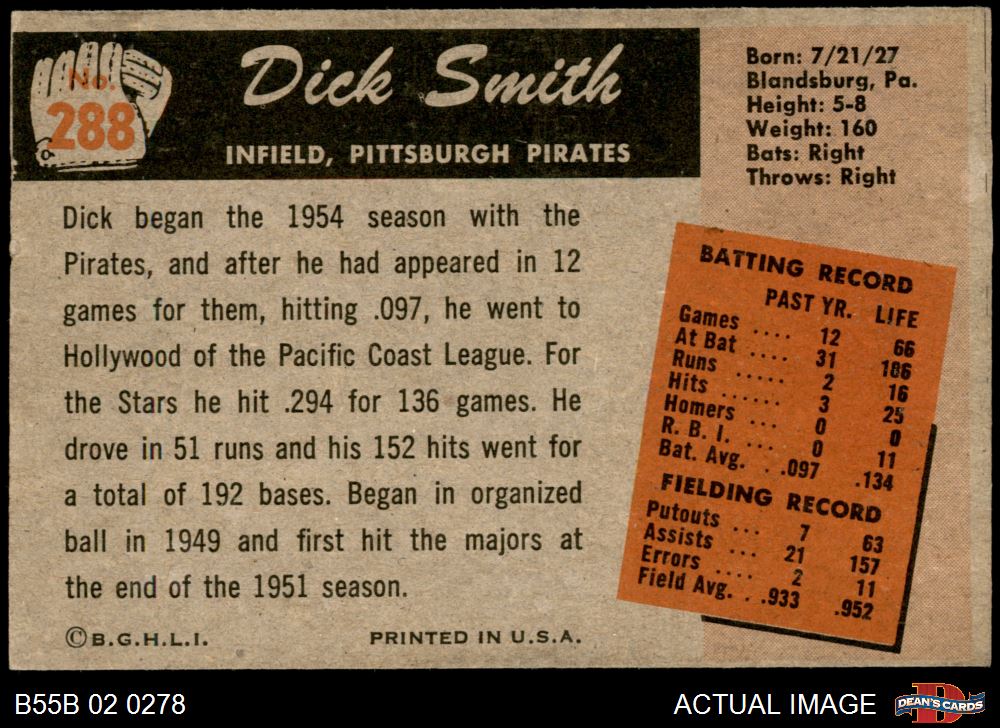 No.
288
Dick Smith
INFIELD, PITTSBURGH PIRATES
Born: 7/21/27
Blandsburg, Pa.
Height: 5-8
Weight: 160
Bats: Right
Throws: Right
Dick began the 1954 season with the
Pirates, and after he had appeared in 12
games for them, hitting .097, he went to
Hollywood of the Pacific Coast League. For
the Stars he hit .294 for 136 games. He
drove in 51 runs and his 152 hits went for
a total of 192 bases. Began in organized
ball in 1949 and first hit the majors at
the end of the 1951 season.
©B.G.H.L.I. PRINTED IN U.S.A.
BATTING RECORD
PAST YR. LIFE
Games .... 12 66
At Bat .... 31 186
Runs ..... 2 16
Hits ...... 3 25
Homers 0 0
R. B. I. ... 0 11
Bat. Avg. . .097 .134
FIELDING RECORD
Putouts ... 7 63
Assists ... 21 157
Errors .... 2 11
Field Avg. . .933 .952
B55B 02 0278 ACTUAL IMAGE
DEAN'S CARDS